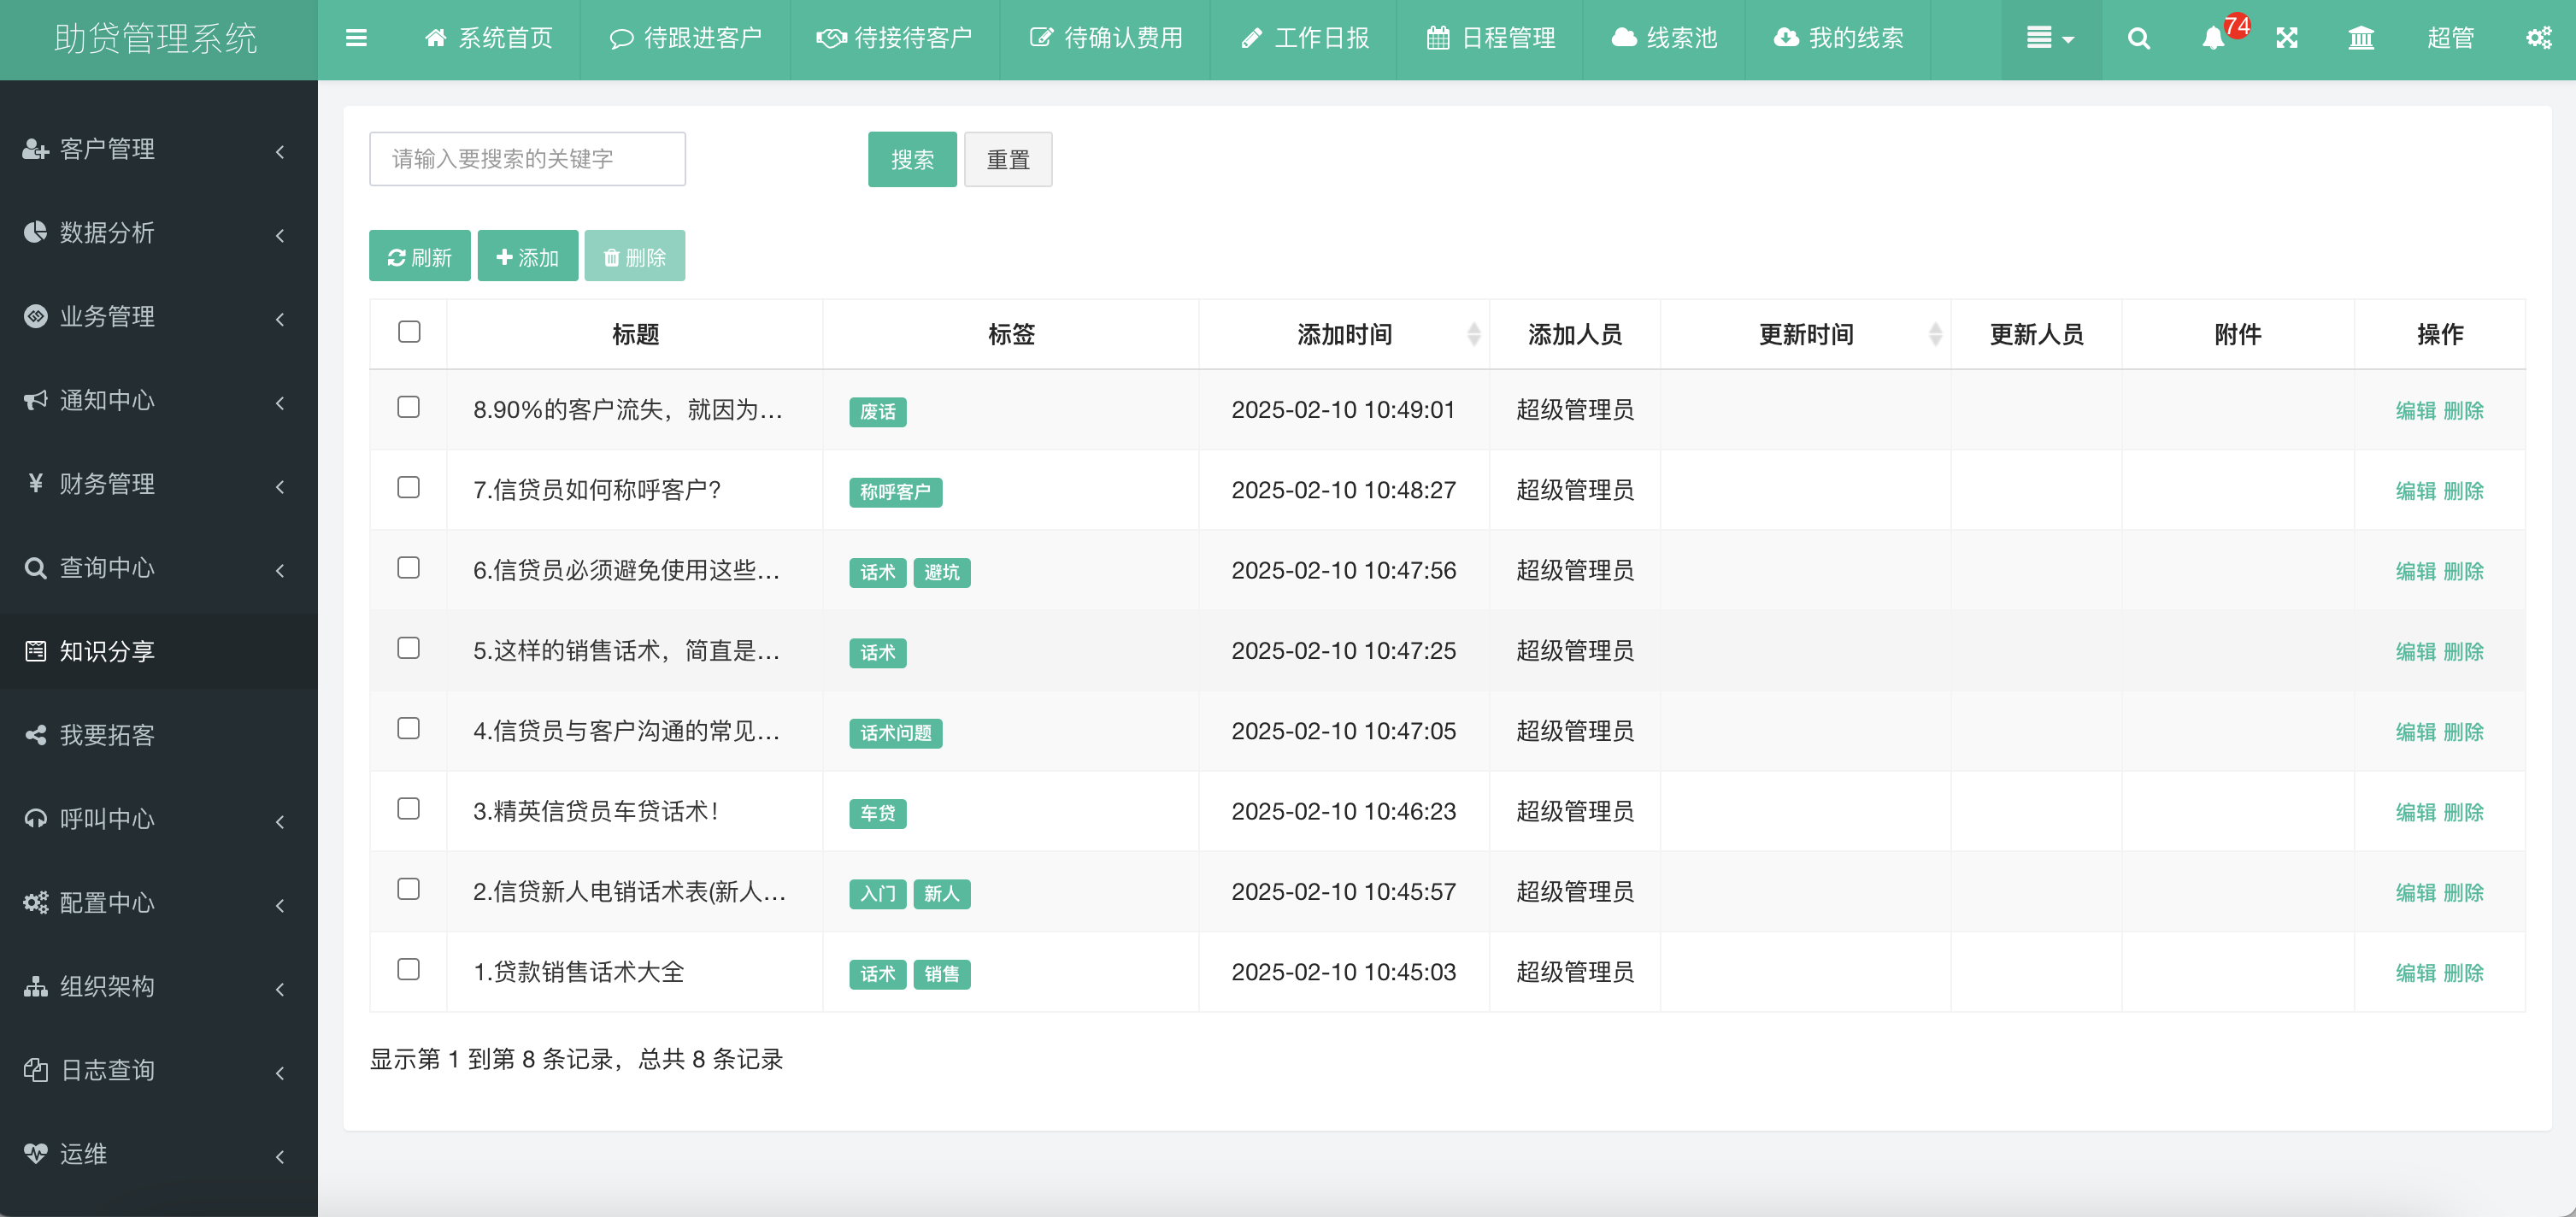 助贷管理系统
系统首页 待跟进客户 待接待客户 待确认费用 工作日报 日程管理 线索池 我的线索 74 超管
客户管理
数据分析
业务管理
通知中心
¥ 财务管理
查询中心
知识分享
我要拓客
呼叫中心
配置中心
组织架构
日志查询
运维
请输入要搜索的关键字 搜索 重置
刷新 添加 删除
标题 标签 添加时间 添加人员 更新时间 更新人员 附件 操作
8.90%的客户流失，就因为... 废话 2025-02-10 10:49:01 超级管理员 编辑 删除
7.信贷员如何称呼客户？ 称呼客户 2025-02-10 10:48:27 超级管理员 编辑 删除
6.信贷员必须避免使用这些... 话术 避坑 2025-02-10 10:47:56 超级管理员 编辑 删除
5.这样的销售话术，简直是... 话术 2025-02-10 10:47:25 超级管理员 编辑 删除
4.信贷员与客户沟通的常见... 话术问题 2025-02-10 10:47:05 超级管理员 编辑 删除
3.精英信贷员车贷话术！ 车贷 2025-02-10 10:46:23 超级管理员 编辑 删除
2.信贷新人电销话术表(新人... 入门 新人 2025-02-10 10:45:57 超级管理员 编辑 删除
1.贷款销售话术大全 话术 销售 2025-02-10 10:45:03 超级管理员 编辑 删除
显示第 1 到第 8 条记录，总共 8 条记录